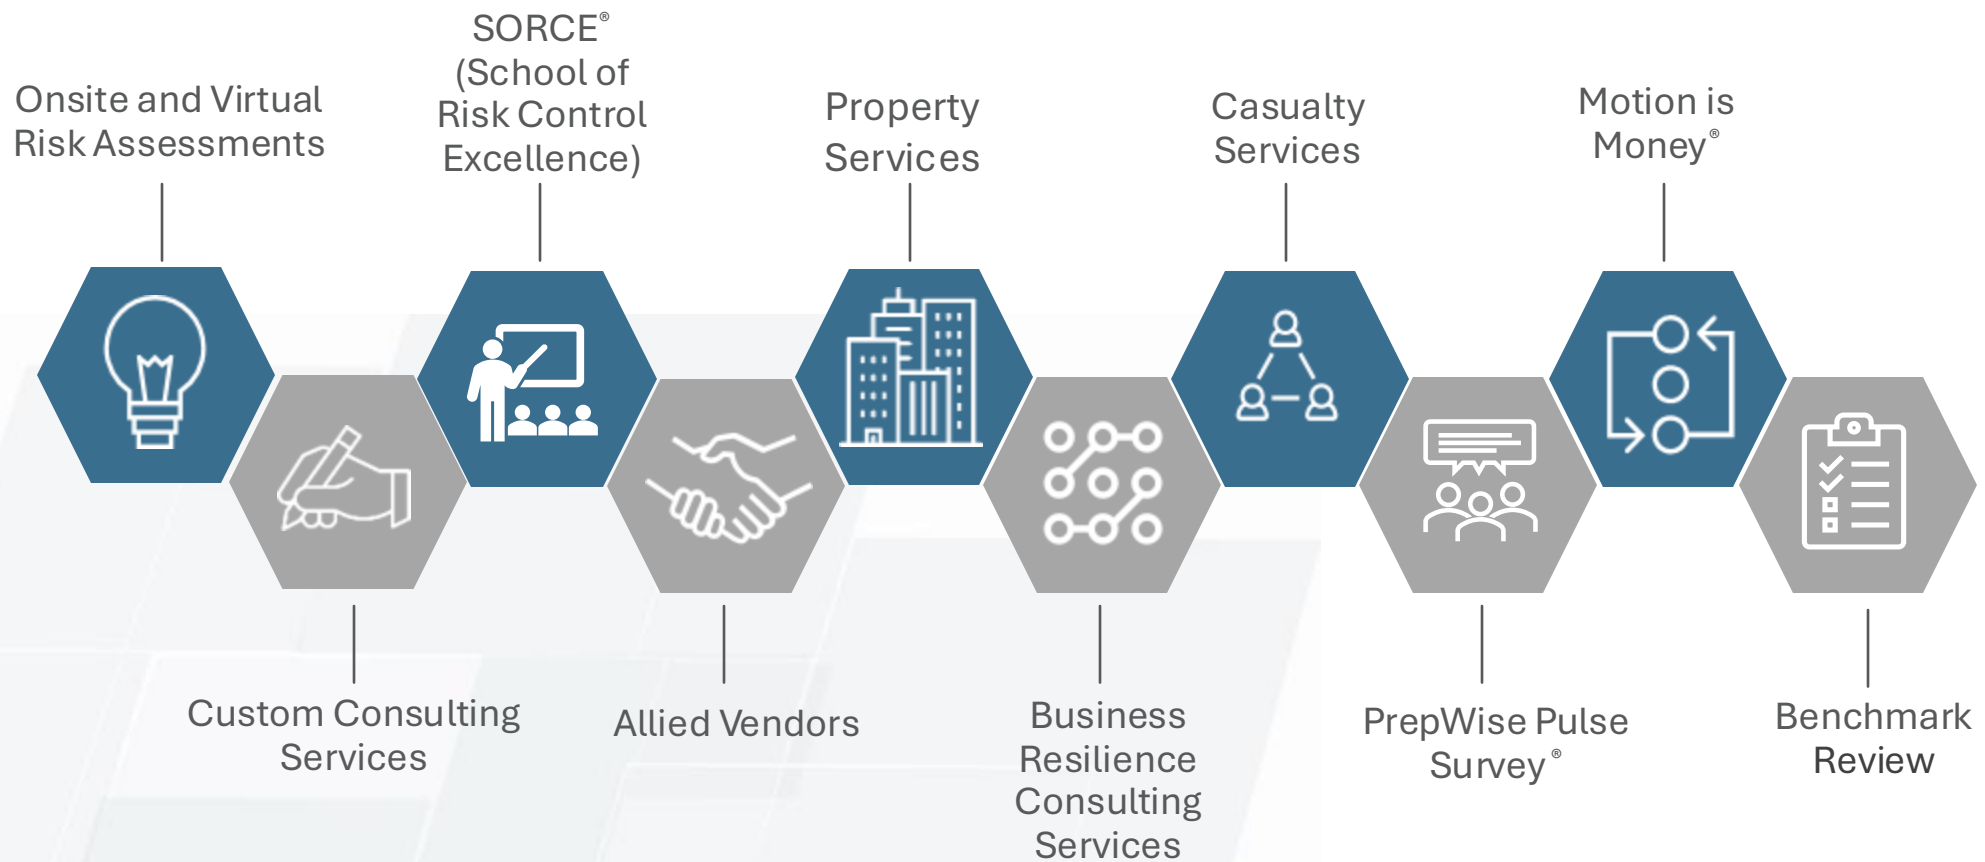 Onsite and Virtual
Risk Assessments
SORCE®
(School of
Risk Control
Excellence)
Property
Services
Casualty
Services
Motion is
Money®
Custom Consulting
Services
Allied Vendors
Business
Resilience
Consulting
Services
PrepWise Pulse
Survey®
Benchmark
Review